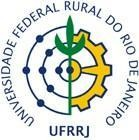 UNIVERSIDADE FEDERAL RURAL DO RIO DE JANEIRO
UFRRJ